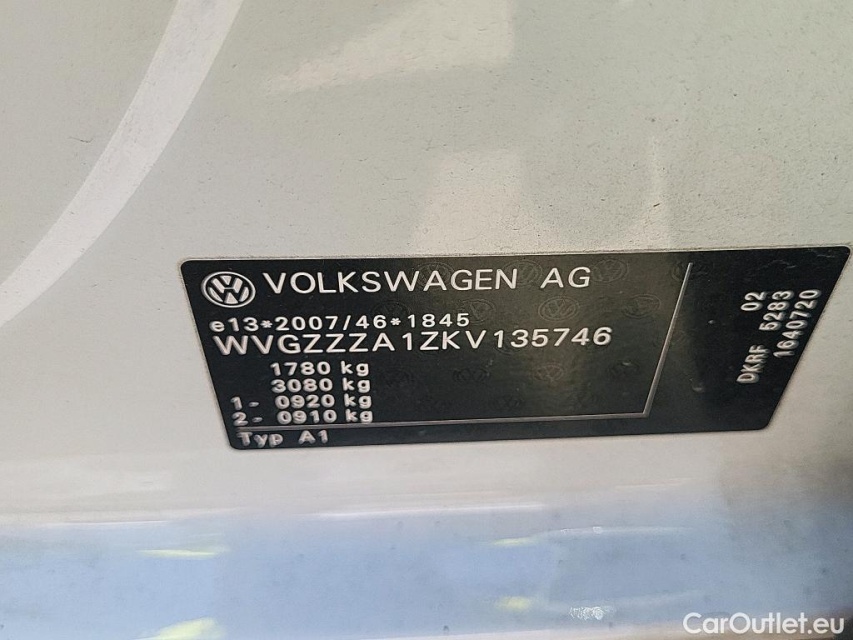 VOLKSWAGEN AG
e13*2007/46*1845
WVGZZZA1ZKV135746
1780 kg
3080 kg
1- 0920 kg
2- 0910 kg
Typ A1
02
DKRF 5283
1640720
CarOutlet.eu